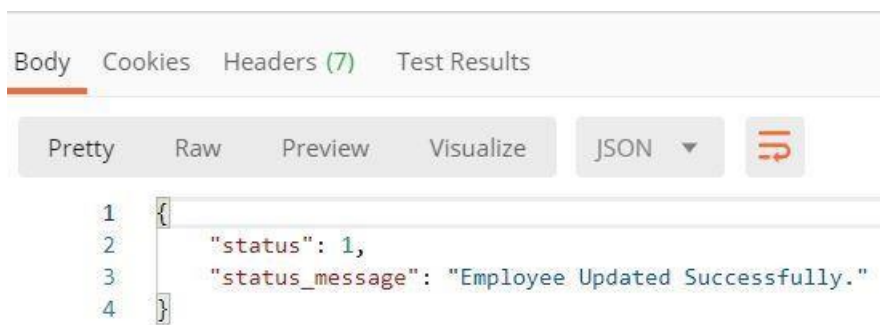 Body Cookies Headers (7) Test Results
Pretty Raw Preview Visualize JSON
1 {
2 "status": 1,
3 "status_message": "Employee Updated Successfully."
4 }